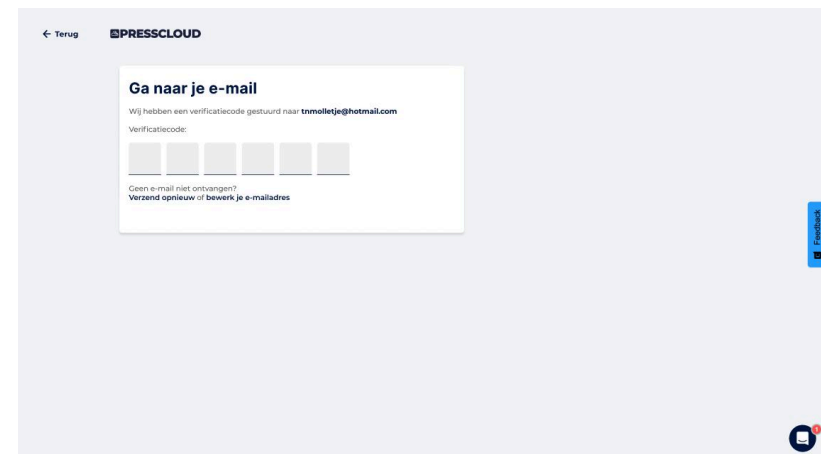 ← Terug
PRESSCLOUD
Ga naar je e-mail
Wij hebben een verificatiecode gestuurd naar tnmolletje@hotmail.com
Verificatiecode:
Geen e-mail niet ontvangen?
Verzend opnieuw of bewerk je e-mailadres
Feedback
1